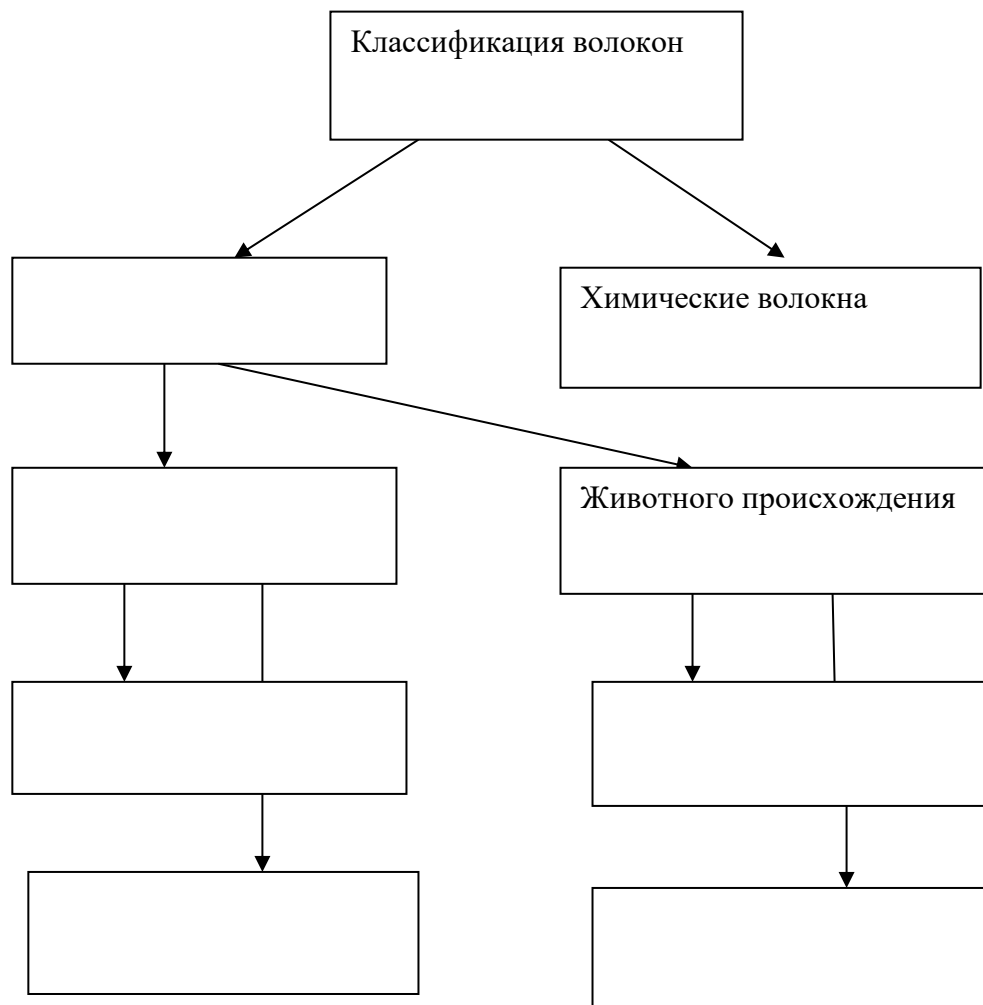 Классификация волокон
Химические волокна
Животного происхождения